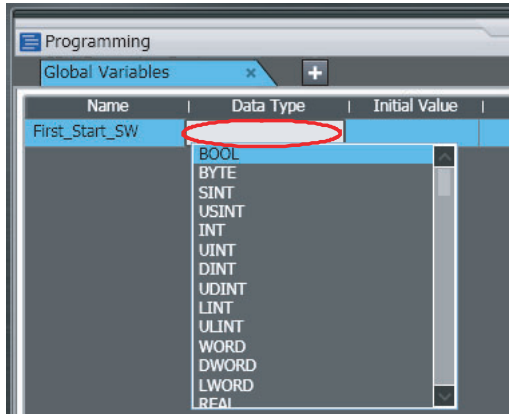 Programming
Global Variables × +
Name | Data Type | Initial Value |
First_Start_SW
BOOL
BYTE
SINT
USINT
INT
UINT
DINT
UDINT
LINT
ULINT
WORD
DWORD
LWORD
REAL